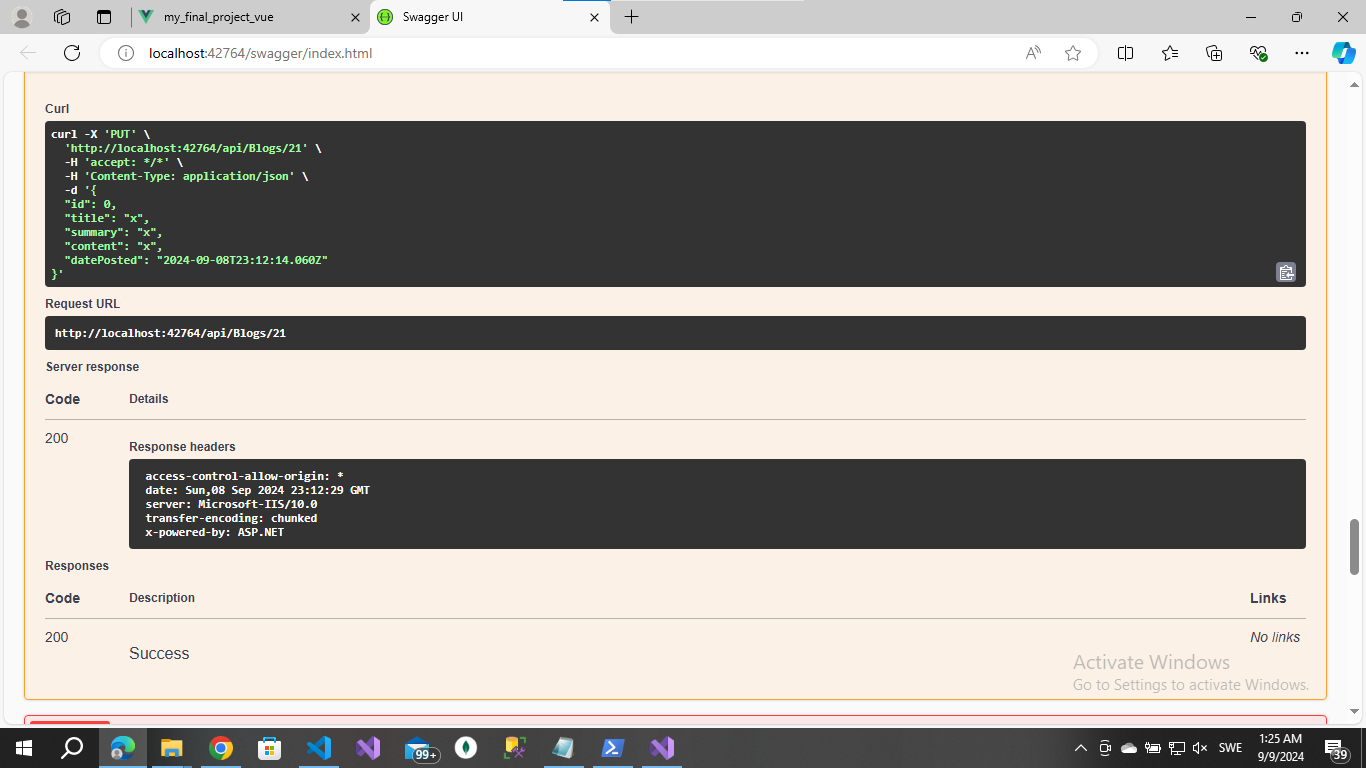 my_final_project_vue
Swagger UI
localhost:42764/swagger/index.html
Curl
curl -X 'PUT' \
'http://localhost:42764/api/Blogs/21' \
-H 'accept: */*' \
-H 'Content-Type: application/json' \
-d '{
"id": 0,
"title": "x",
"summary": "x",
"content": "x",
"datePosted": "2024-09-08T23:12:14.060Z"
}'
Request URL
http://localhost:42764/api/Blogs/21
Server response
Code Details
200
Response headers
access-control-allow-origin: *
date: Sun,08 Sep 2024 23:12:29 GMT
server: Microsoft-IIS/10.0
transfer-encoding: chunked
x-powered-by: ASP.NET
Responses
Code Description Links
200 No links
Success
Activate Windows
Go to Settings to activate Windows.
99+
SWE
1:25 AM
9/9/2024
39